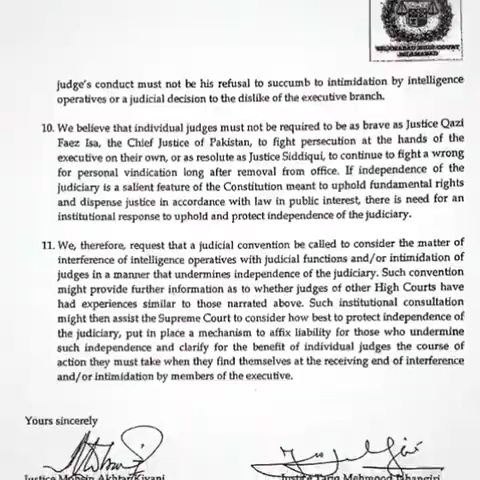 ISLAMABAD HIGH COURT
ISLAMABAD
judge's conduct must not be his refusal to succumb to intimidation by intelligence
operatives or a judicial decision to the dislike of the executive branch.
10. We believe that individual judges must not be required to be as brave as Justice Qazi
Faez Isa, the Chief Justice of Pakistan, to fight persecution at the hands of the
executive on their own, or as resolute as Justice Siddiqui, to continue to fight a wrong
for personal vindication long after removal from office. If independence of the
judiciary is a salient feature of the Constitution meant to uphold fundamental rights
and dispense justice in accordance with law in public interest, there is need for an
institutional response to uphold and protect independence of the judiciary.
11. We, therefore, request that a judicial convention be called to consider the matter of
interference of intelligence operatives with judicial functions and/or intimidation of
judges in a manner that undermines independence of the judiciary. Such convention
might provide further information as to whether judges of other High Courts have
had experiences similar to those narrated above. Such institutional consultation
might then assist the Supreme Court to consider how best to protect independence of
the judiciary, put in place a mechanism to affix liability for those who undermine
such independence and clarify for the benefit of individual judges the course of
action they must take when they find themselves at the receiving end of interference
and/or intimidation by members of the executive.
Yours sincerely
Justice Mohsin Akhtar Kiyani
Justice Tariq Mehmood Jahangiri